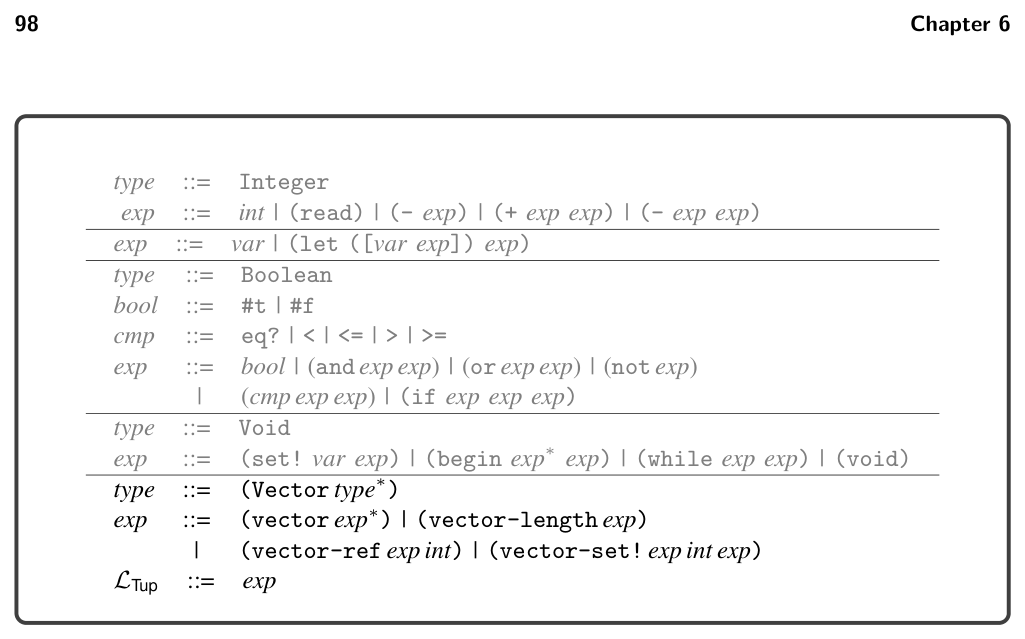 98 Chapter 6
type ::= Integer
exp ::= int | (read) | (- exp) | (+ exp exp) | (- exp exp)
exp ::= var | (let ([var exp]) exp)
type ::= Boolean
bool ::= #t | #f
cmp ::= eq? | < | <= | > | >=
exp ::= bool | (and exp exp) | (or exp exp) | (not exp)
| (cmp exp exp) | (if exp exp exp)
type ::= Void
exp ::= (set! var exp) | (begin exp* exp) | (while exp exp) | (void)
type ::= (Vector type*)
exp ::= (vector exp*) | (vector-length exp)
| (vector-ref exp int) | (vector-set! exp int exp)
ℒTup ::= exp